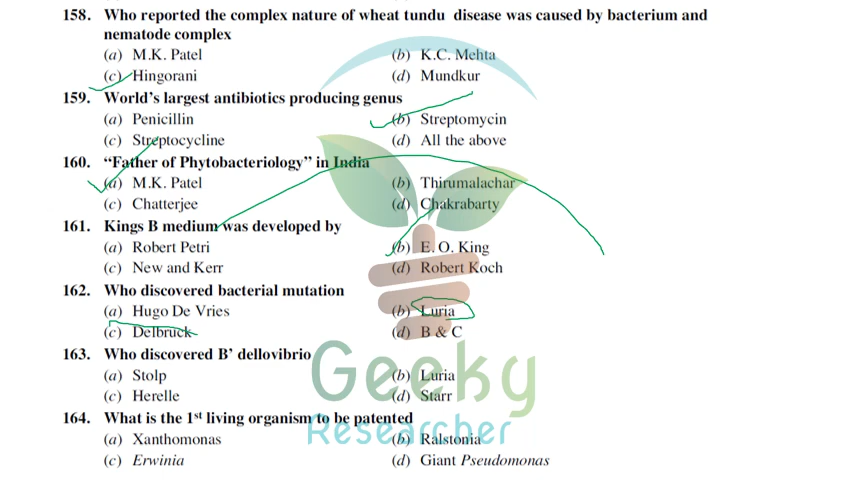 158. Who reported the complex nature of wheat tundu disease was caused by bacterium and
nematode complex
(a) M.K. Patel (b) K.C. Mehta
(c) Hingorani (d) Mundkur
159. World's largest antibiotics producing genus
(a) Penicillin (b) Streptomycin
(c) Streptocycline (d) All the above
160. "Father of Phytobacteriology" in India
(a) M.K. Patel (b) Thirumalachar
(c) Chatterjee (d) Chakrabarty
161. Kings B medium was developed by
(a) Robert Petri (b) E.O. King
(c) New and Kerr (d) Robert Koch
162. Who discovered bacterial mutation
(a) Hugo De Vries (b) Luria
(c) Delbruck (d) B & C
163. Who discovered B' dellovibrio
(a) Stolp (b) Luria
(c) Herelle (d) Starr
164. What is the 1st living organism to be patented
(a) Xanthomonas (b) Ralstonia
(c) Erwinia (d) Giant Pseudomonas
Geeky
Researcher